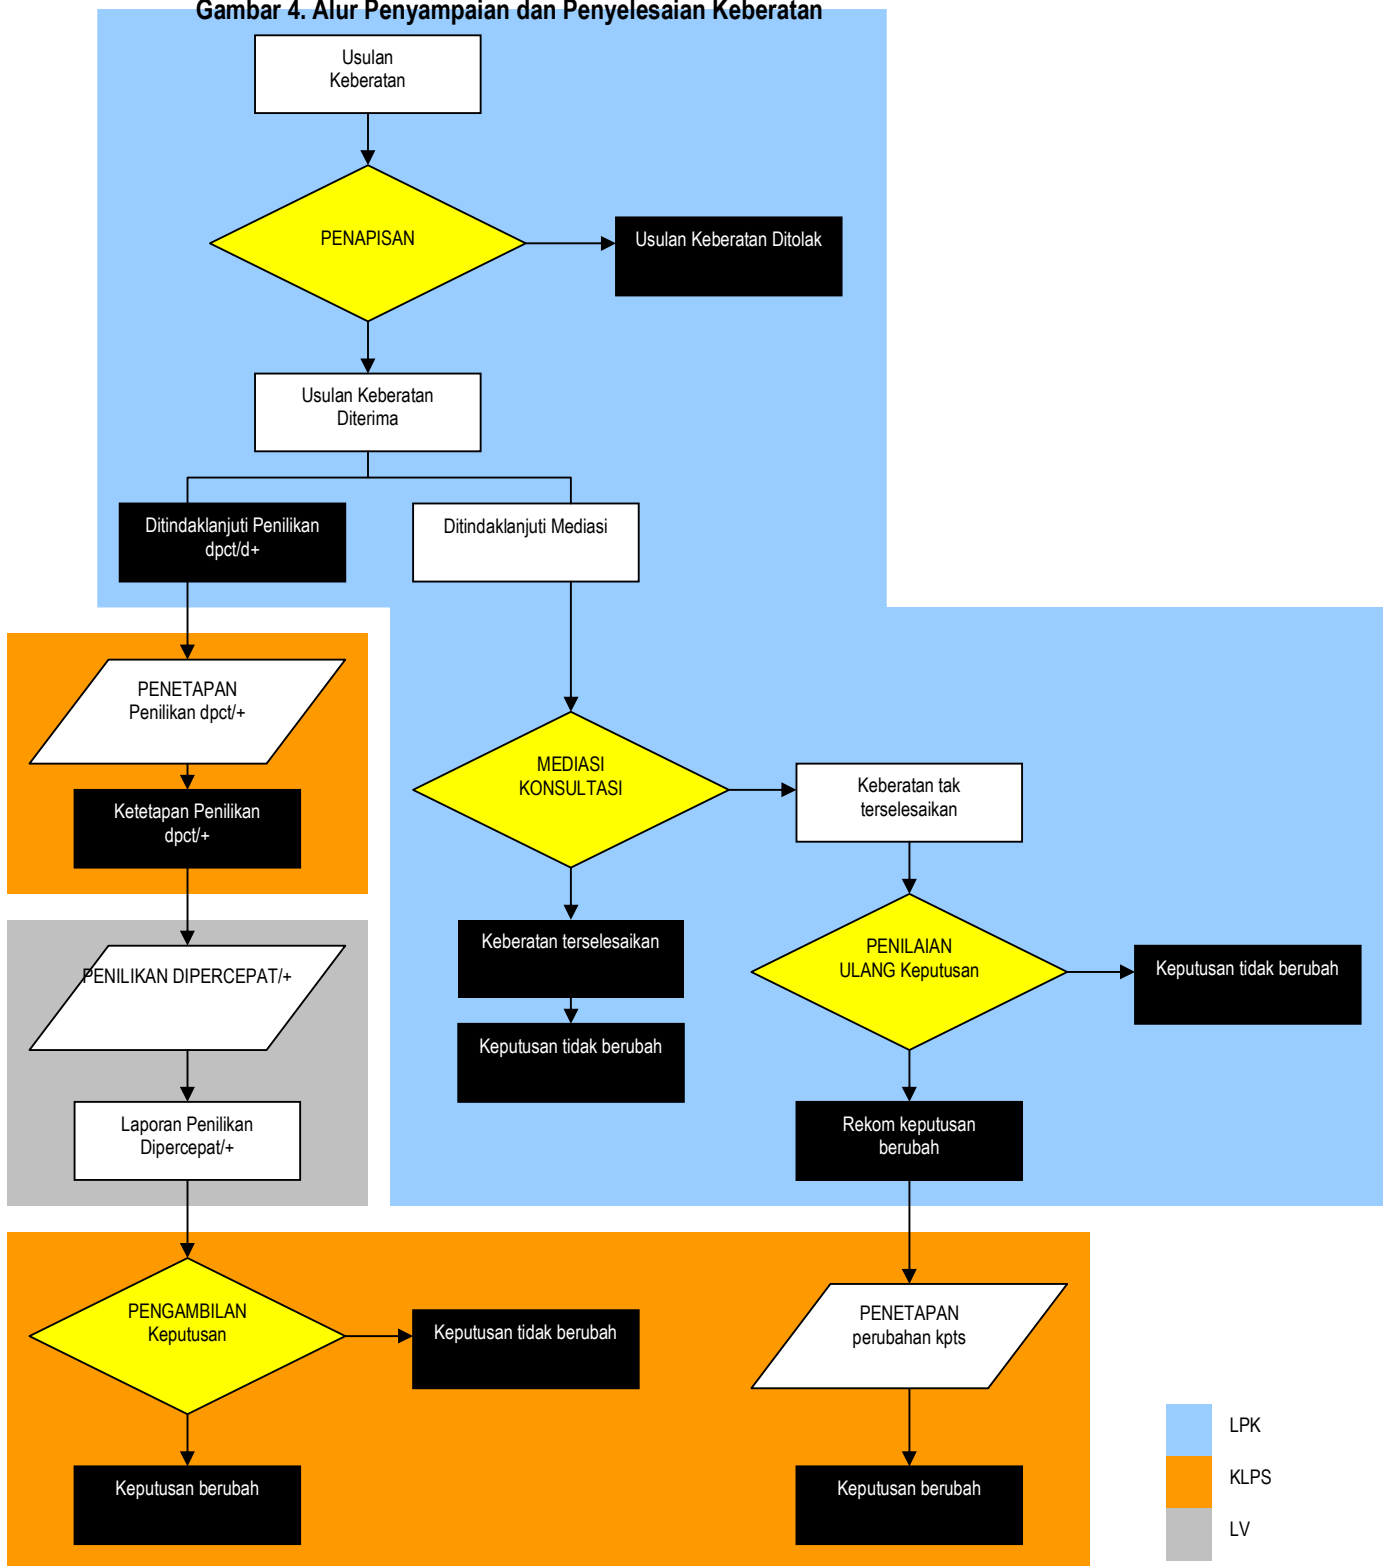 Gambar 4. Alur Penyampaian dan Penyelesaian Keberatan
Usulan
Keberatan
PENAPISAN
Usulan Keberatan Ditolak
Usulan Keberatan
Diterima
Ditindaklanjuti Penilikan
dpct/d+
Ditindaklanjuti Mediasi
PENETAPAN
Penilikan dpct/+
Ketetapan Penilikan
dpct/+
MEDIASI
KONSULTASI
Keberatan tak
terselesaikan
Keberatan terselesaikan
Keputusan tidak berubah
PENILAIAN
ULANG Keputusan
Keputusan tidak berubah
PENILIKAN DIPERCEPAT/+
Laporan Penilikan
Dipercepat/+
Rekom keputusan
berubah
PENGAMBILAN
Keputusan
Keputusan tidak berubah
PENETAPAN
perubahan kpts
Keputusan berubah
Keputusan berubah
LPK
KLPS
LV